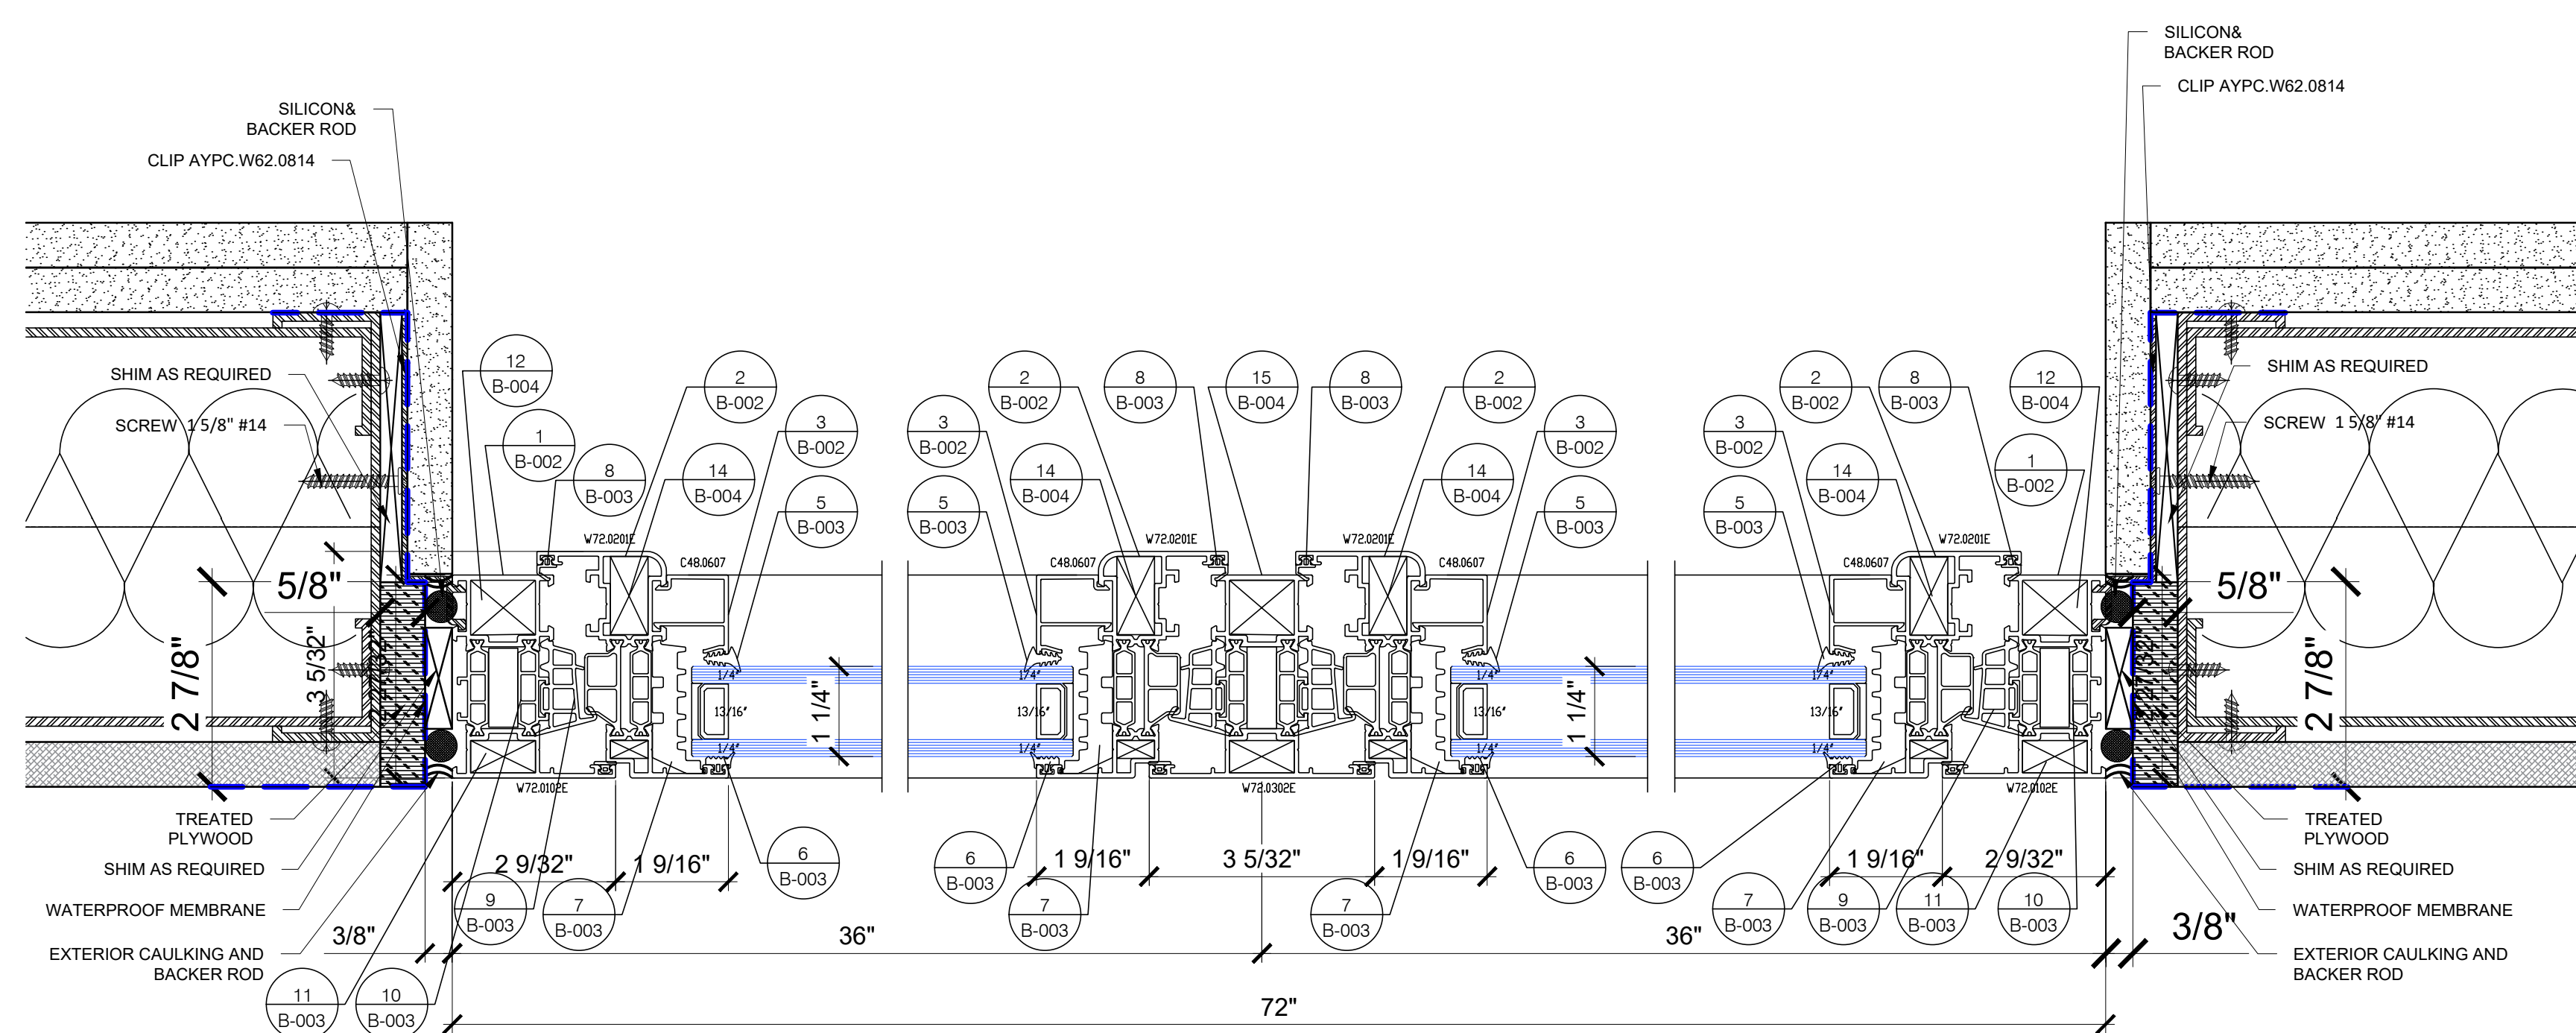 SILICON&
BACKER ROD
CLIP AYPC.W62.0814
SILICON&
BACKER ROD
CLIP AYPC.W62.0814
SHIM AS REQUIRED
SCREW 1 5/8" #14
SHIM AS REQUIRED
SCREW 1 5/8" #14
12
B-004
1
B-002
8
B-003
2
B-002
14
B-004
3
B-002
5
B-003
3
B-002
5
B-003
2
B-002
14
B-004
8
B-003
15
B-004
8
B-003
2
B-002
14
B-004
3
B-002
5
B-003
3
B-002
5
B-003
2
B-002
14
B-004
8
B-003
12
B-004
1
B-002
W72.0201E
C48.0607
C48.0607
W72.0201E
W72.0201E
C48.0607
C48.0607
W72.0201E
5/8"
2 7/8"
3 5/32"
5/8"
2 7/8"
1/4"
13/16"
1/4"
1 1/4"
1/4"
13/16"
1/4"
1/4"
13/16"
1/4"
1 1/4"
1/4"
13/16"
1/4"
W72.0102E
W72.0302E
W72.0102E
TREATED
PLYWOOD
SHIM AS REQUIRED
WATERPROOF MEMBRANE
EXTERIOR CAULKING AND
BACKER ROD
TREATED
PLYWOOD
SHIM AS REQUIRED
WATERPROOF MEMBRANE
EXTERIOR CAULKING AND
BACKER ROD
2 9/32"
1 9/16"
1 9/16"
3 5/32"
1 9/16"
1 9/16"
2 9/32"
6
B-003
6
B-003
6
B-003
6
B-003
9
B-003
7
B-003
7
B-003
7
B-003
7
B-003
9
B-003
11
B-003
10
B-003
3/8"
36"
36"
3/8"
11
B-003
10
B-003
72"